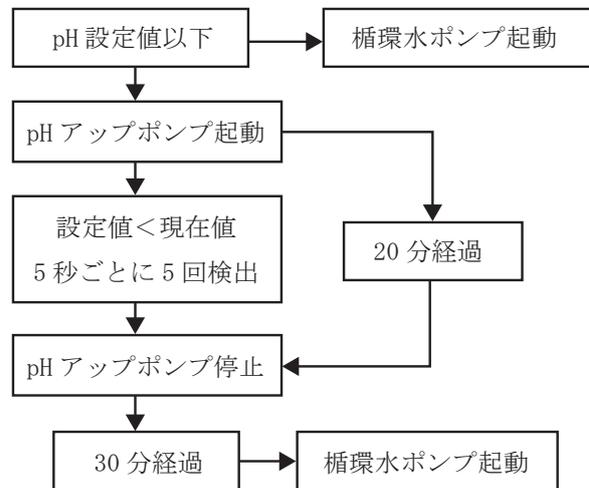 pH 設定値以下
楯環水ポンプ起動
pH アップポンプ起動
設定値＜現在値
5 秒ごとに 5 回検出
20 分経過
pH アップポンプ停止
30 分経過
楯環水ポンプ起動